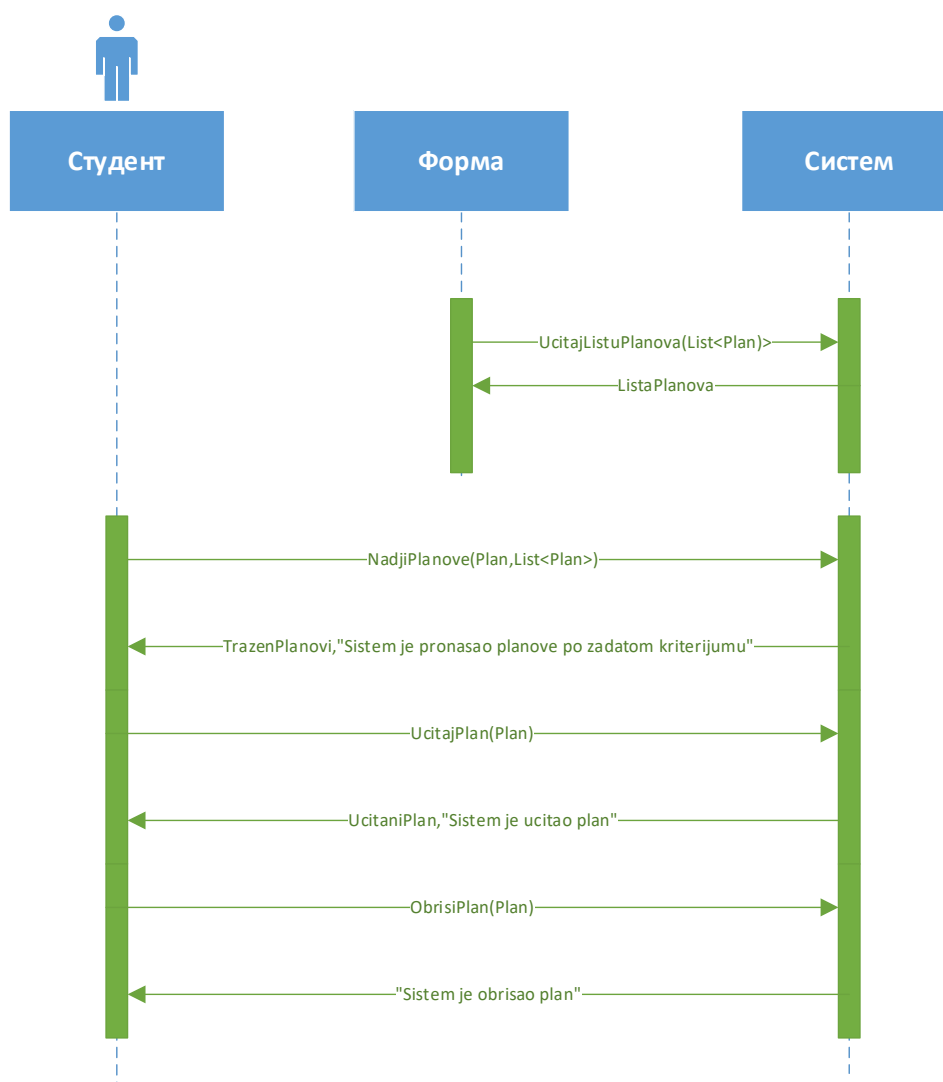 Студент
Форма
Систем
UcitajListuPlanova(List<Plan)>
ListaPlanova
NadjiPlanove(Plan,List<Plan>)
TrazenPlanovi,"Sistem je pronasao planove po zadatom kriterijumu"
UcitajPlan(Plan)
UcitaniPlan,"Sistem je ucitao plan"
ObrisiPlan(Plan)
"Sistem je obrisao plan"